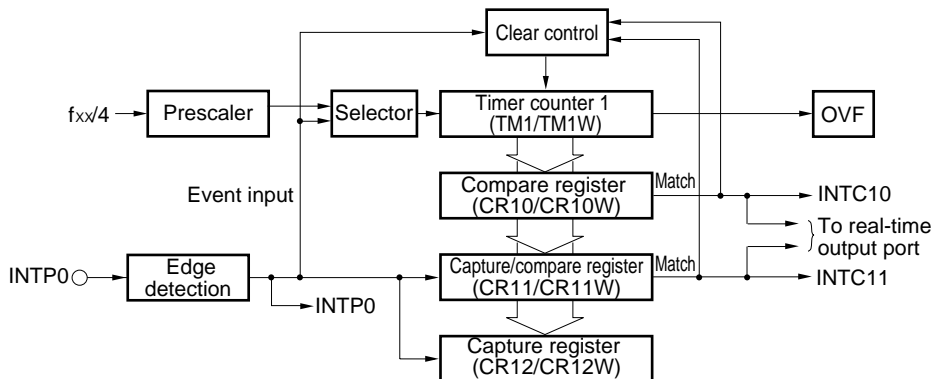 Clear control
fxx/4
Prescaler
Selector
Timer counter 1
(TM1/TM1W)
OVF
Event input
Compare register
(CR10/CR10W)
Match
INTC10
To real-time
output port
INTP0
Edge
detection
INTP0
Capture/compare register
(CR11/CR11W)
Match
INTC11
Capture register
(CR12/CR12W)